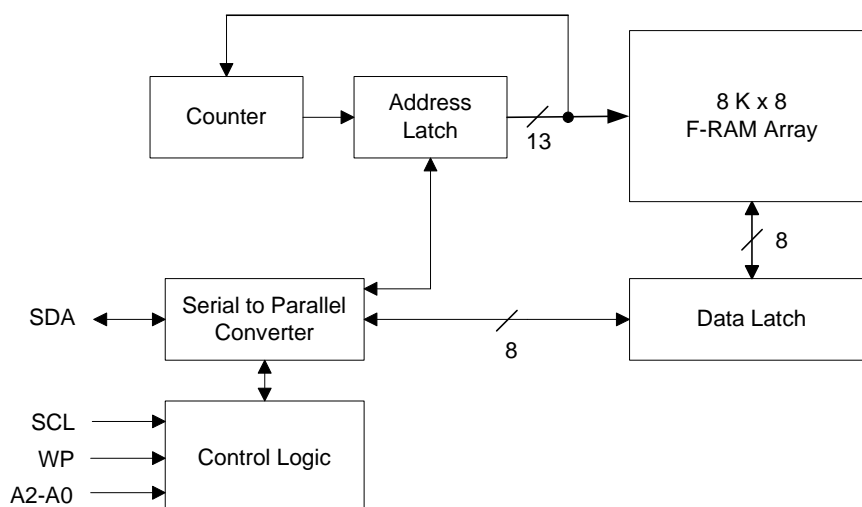 Counter
Address
Latch
13
8 K x 8
F-RAM Array
8
SDA
Serial to Parallel
Converter
8
Data Latch
SCL
WP
A2-A0
Control Logic